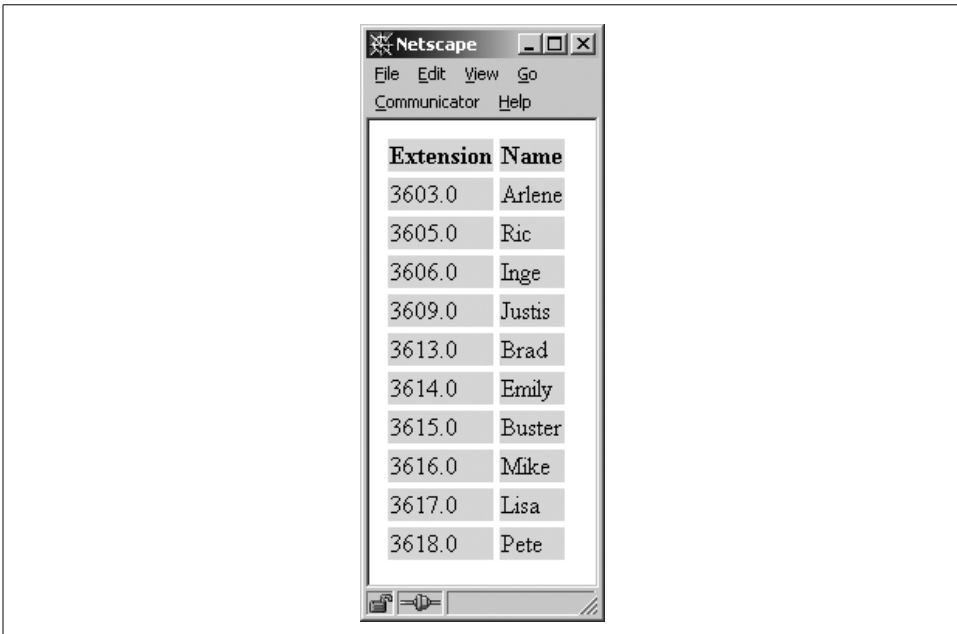 Netscape
File Edit View Go
Communicator Help
Extension Name
3603.0 Arlene
3605.0 Ric
3606.0 Inge
3609.0 Justis
3613.0 Brad
3614.0 Emily
3615.0 Buster
3616.0 Mike
3617.0 Lisa
3618.0 Pete